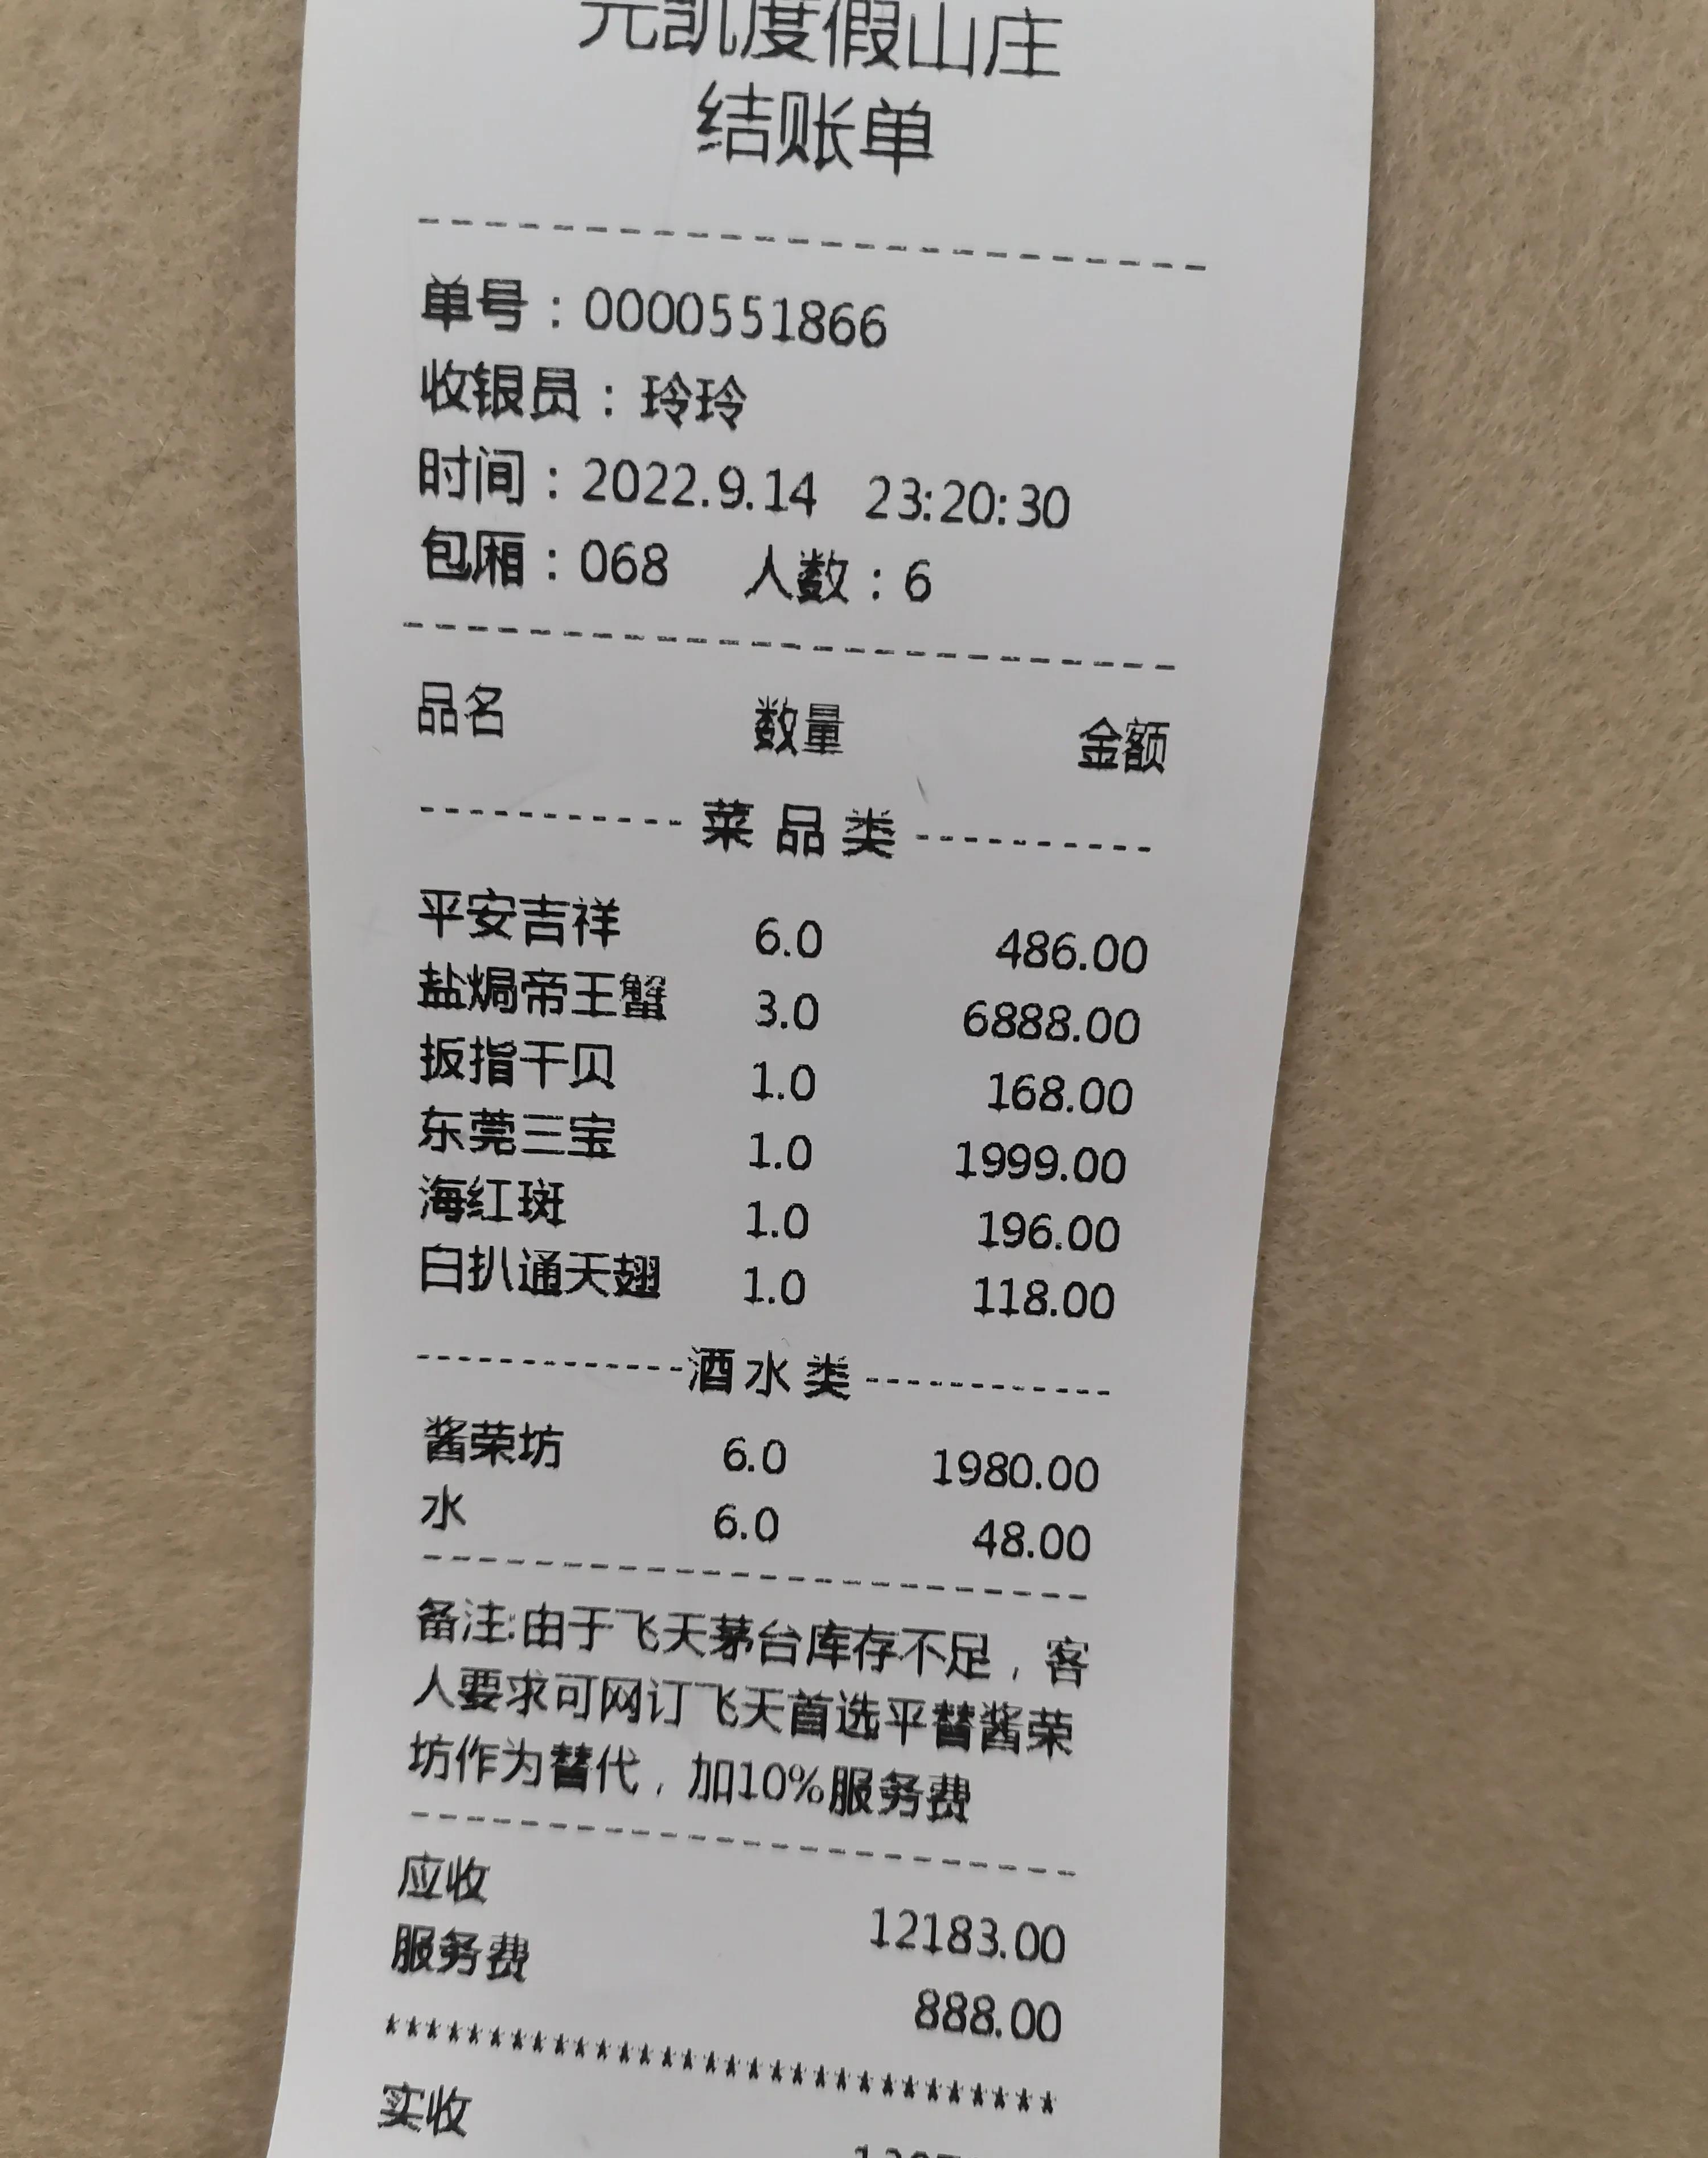 元凯度假山庄
结账单
单号：0000551866
收银员：玲玲
时间：2022.9.14 23:20:30
包厢：068 人数：6
品名 数量 金额
----------- 菜 品 类 ----------
平安吉祥 6.0 486.00
盐焗帝王蟹 3.0 6888.00
扳指干贝 1.0 168.00
东莞三宝 1.0 1999.00
海红斑 1.0 196.00
白扒通天翅 1.0 118.00
------------酒 水 类------------
酱荣坊 6.0 1980.00
水 6.0 48.00
备注:由于飞天茅台库存不足，客
人要求可网订飞天首选平替酱荣
坊作为替代，加10%服务费
应收 12183.00
服务费 888.00
********************************
实收